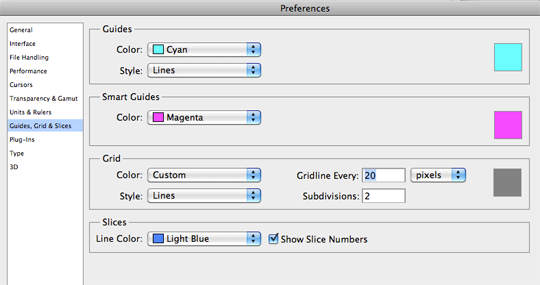 Preferences
General
Interface
File Handling
Performance
Cursors
Transparency & Gamut
Units & Rulers
Guides, Grid & Slices
Plug-Ins
Type
3D
Guides
Color: Cyan
Style: Lines
Smart Guides
Color: Magenta
Grid
Color: Custom Gridline Every: 20 pixels
Style: Lines Subdivisions: 2
Slices
Line Color: Light Blue Show Slice Numbers